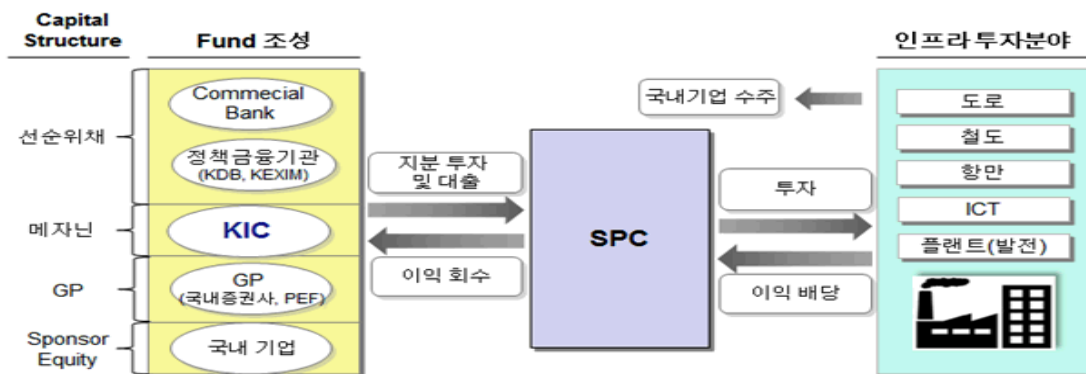 Capital
Structure
Fund 조성
인프라 투자분야
선순위채
Commecial
Bank
정책금융기관
(KDB, KEXIM)
메자닌
KIC
GP
GP
(국내증권사, PEF)
Sponsor
Equity
국내 기업
지분 투자
및 대출
이익 회수
SPC
국내기업 수주
투자
이익 배당
도로
철도
항만
ICT
플랜트(발전)